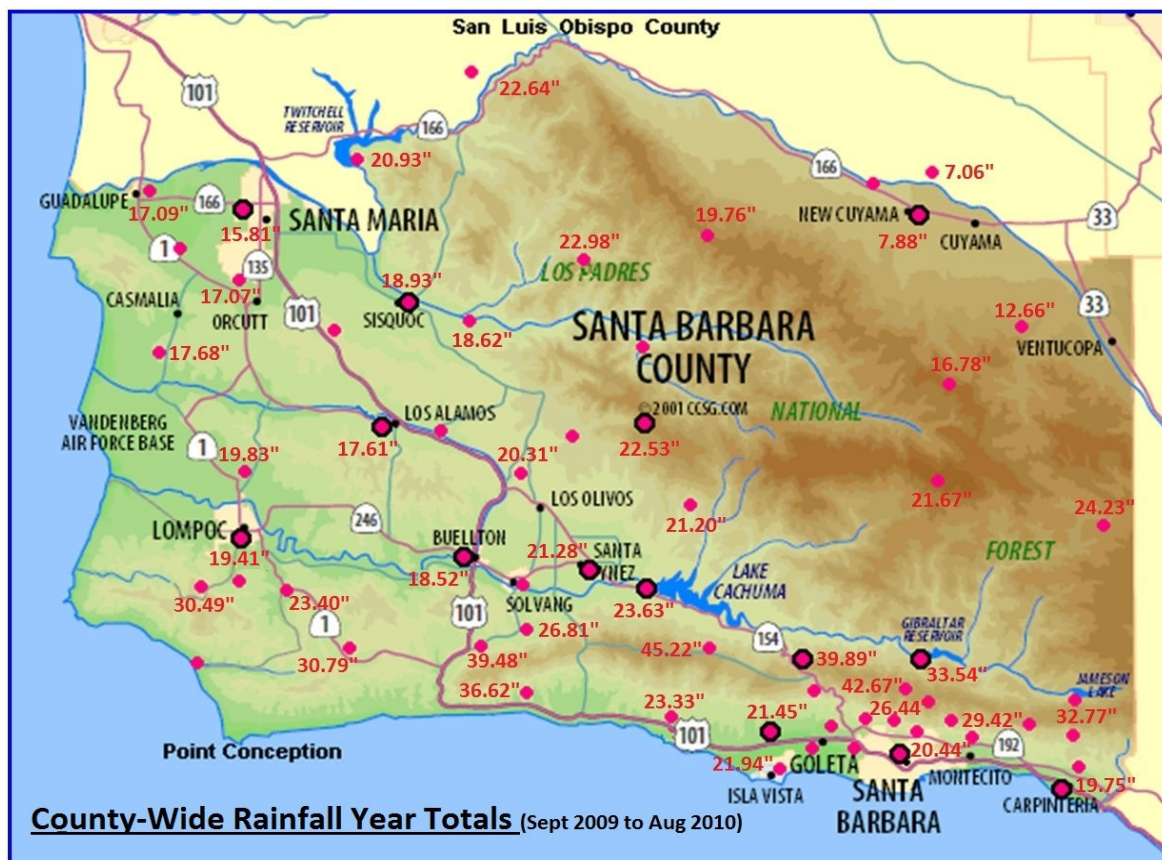 San Luis Obispo County
101
22.64"
TWITCHELL
RESERVOIR
166
20.93"
166
7.06"
GUADALUPE
166
17.09"
SANTA MARIA
15.81"
19.76"
NEW CUYAMA
7.88"
CUYAMA
33
1
135
22.98"
LOS PADRES
18.93"
17.07"
CASMALIA
ORCUTT
101
SISQUOC
18.62"
SANTA BARBARA
COUNTY
12.66"
33
VENTUCOPA
17.68"
16.78"
©2001 CCSG.COM
NATIONAL
VANDENBERG
AIR FORCE BASE
1
LOS ALAMOS
17.61"
22.53"
19.83"
20.31"
21.67"
LOS OLIVOS
21.20"
24.23"
LOMPOC
246
19.41"
BUELLTON
18.52"
21.28"
SANTA
YNEZ
FOREST
LAKE
CACHUMA
23.63"
30.49"
23.40"
1
101
SOLVANG
26.81"
154
GIBRALTAR
RESERVOIR
30.79"
39.48"
45.22"
39.89"
33.54"
36.62"
42.67"
JAMESON
LAKE
23.33"
21.45"
26.44
29.42"
32.77"
101
192
Point Conception
21.94"
GOLETA
20.44"
MONTECITO
ISLA VISTA
SANTA
BARBARA
19.75"
CARPINTERIA
County-Wide Rainfall Year Totals (Sept 2009 to Aug 2010)